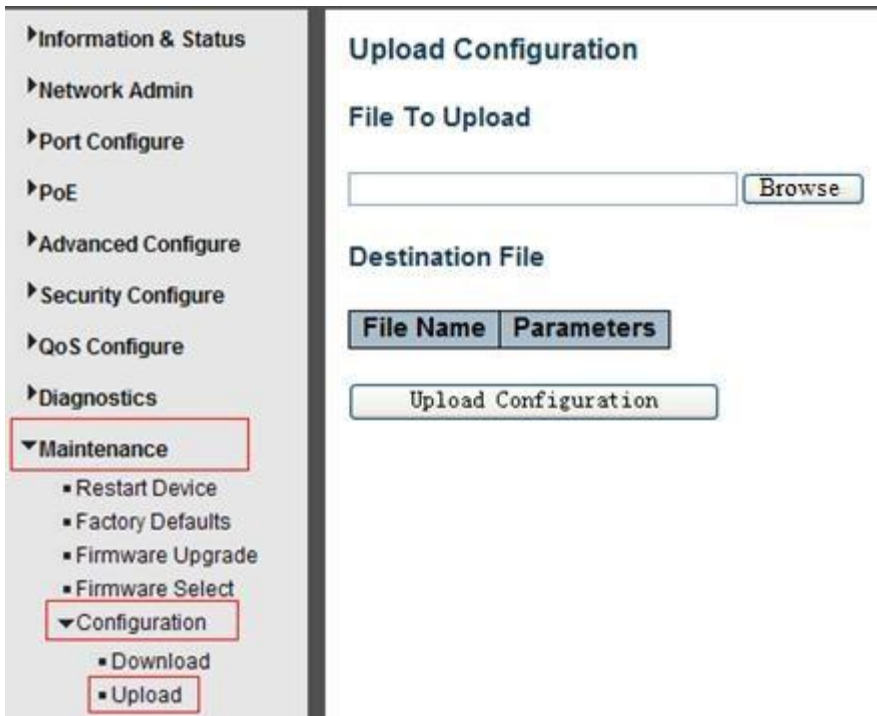 Information & Status
Network Admin
Port Configure
PoE
Advanced Configure
Security Configure
QoS Configure
Diagnostics
Maintenance
Restart Device
Factory Defaults
Firmware Upgrade
Firmware Select
Configuration
Download
Upload
Upload Configuration
File To Upload
Browse
Destination File
File Name Parameters
Upload Configuration